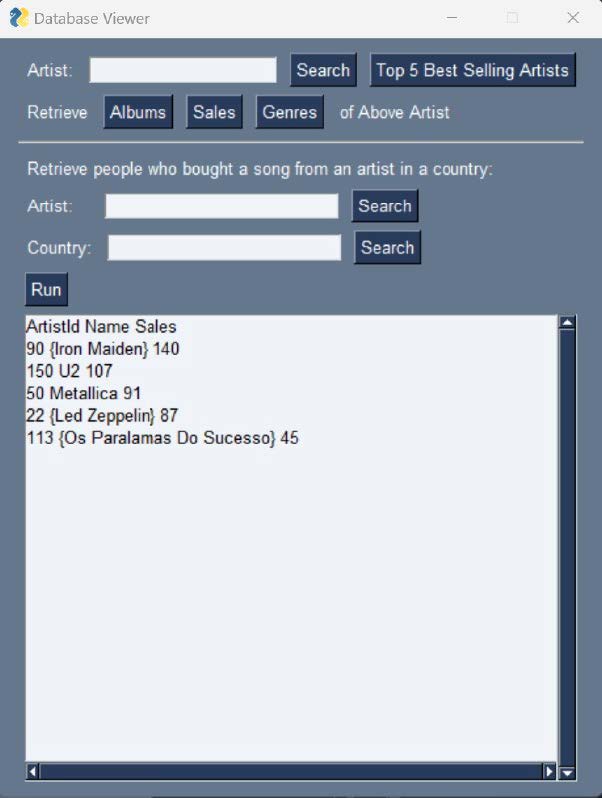 Database Viewer
Artist: Search Top 5 Best Selling Artists
Retrieve Albums Sales Genres of Above Artist
Retrieve people who bought a song from an artist in a country:
Artist: Search
Country: Search
Run
ArtistId Name Sales
90 {Iron Maiden} 140
150 U2 107
50 Metallica 91
22 {Led Zeppelin} 87
113 {Os Paralamas Do Sucesso} 45